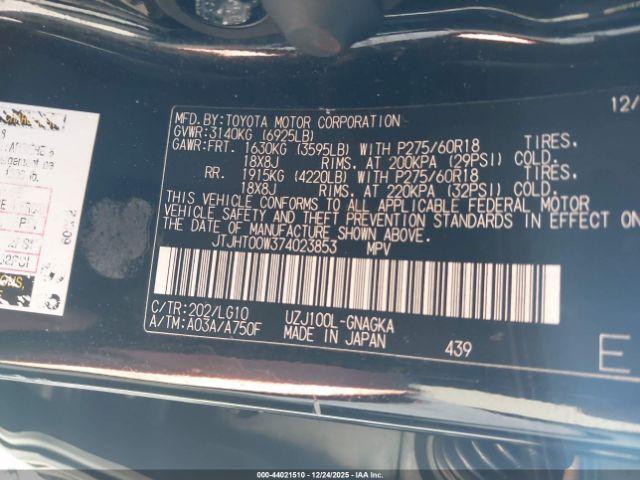 12/
MFD.BY:TOYOTA MOTOR CORPORATION
GVWR:3140KG (6925LB)
GAWR:FRT. 1630KG (3595LB) WITH P275/60R18 TIRES.
18X8J RIMS. AT 200KPA (29PSI) COLD.
RR. 1915KG (4220LB) WITH P275/60R18 TIRES.
18X8J RIMS. AT 220KPA (32PSI) COLD.
THIS VEHICLE CONFORMS TO ALL APPLICABLE FEDERAL MOTOR
VEHICLE SAFETY AND THEFT PREVENTION STANDARDS IN EFFECT ON
THE DATE OF MANUFACTURE SHOWN ABOVE.
JTJHT00W374023853 MPV
C/TR:202/LG10 UZJ100L-GNAGKA
A/TM:A03A/A750F MADE IN JAPAN 439
E
000-44021510 - 12/24/2025 - IAAI.CA